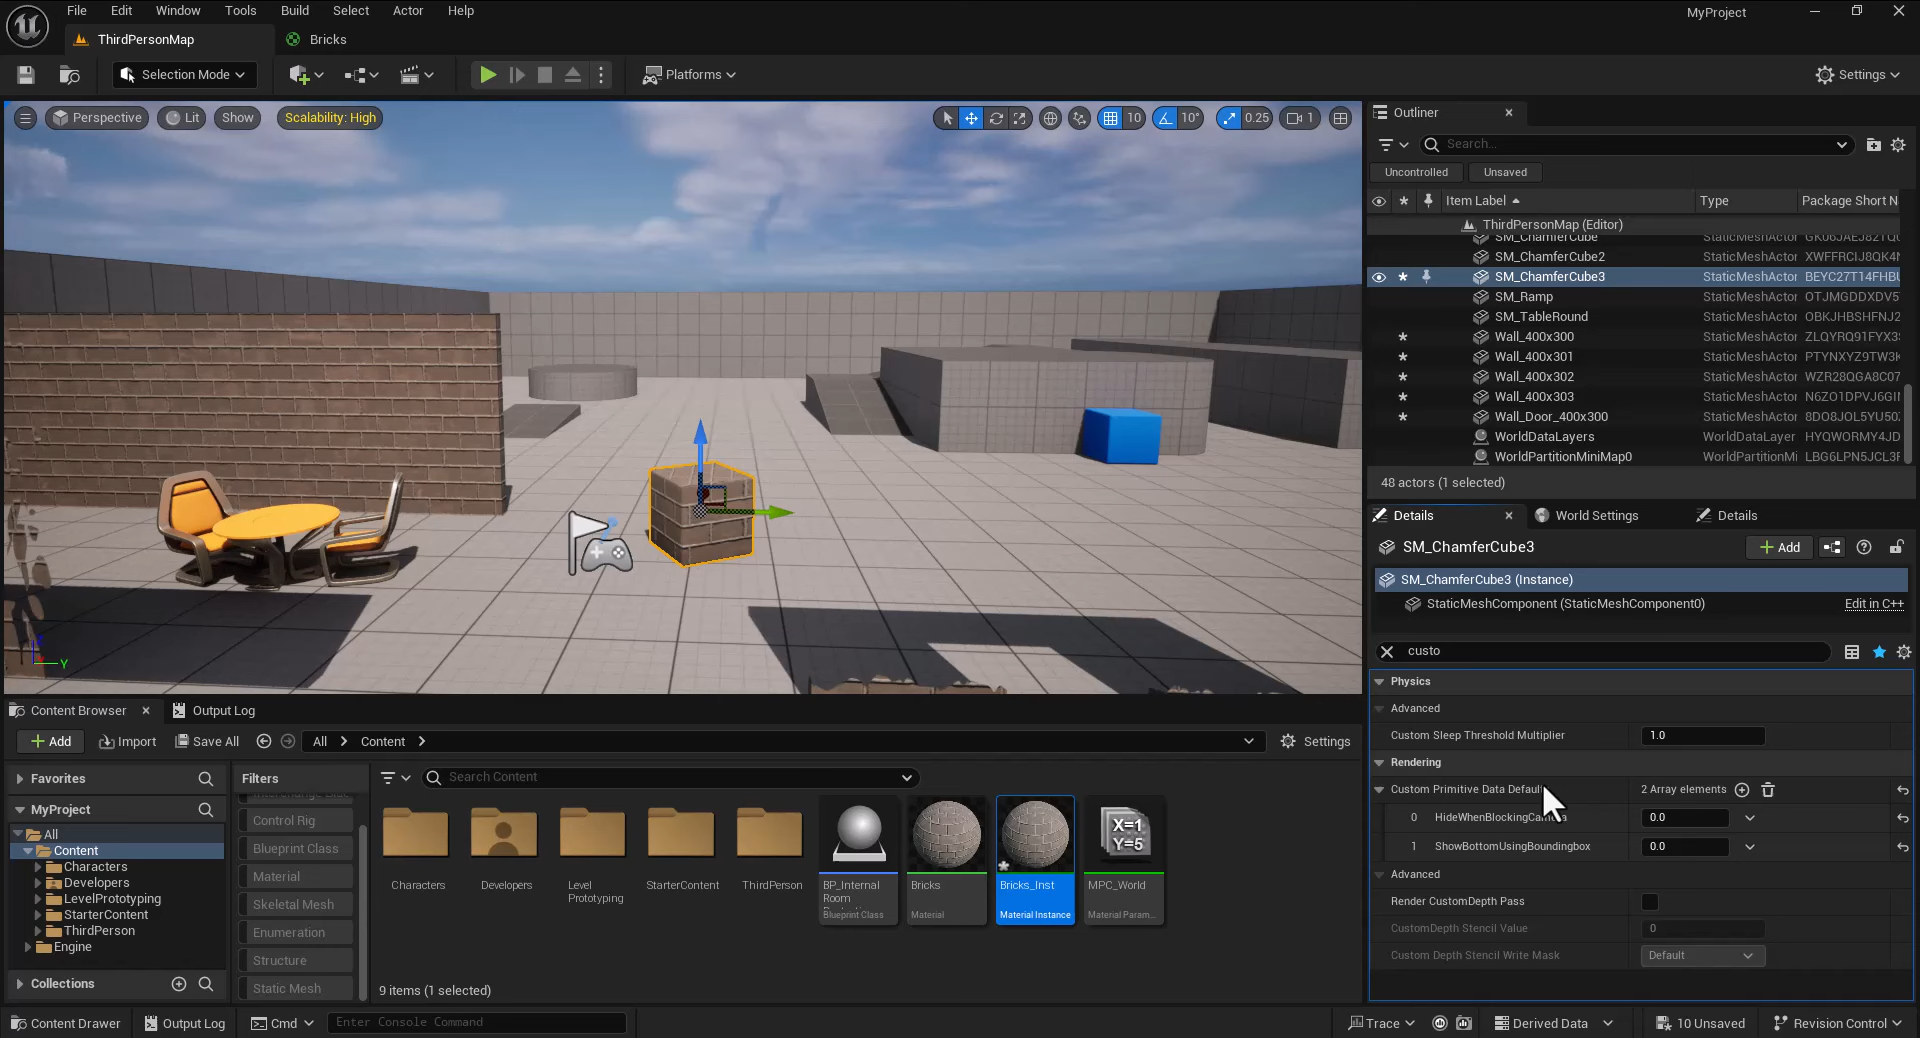 File Edit Window Tools Build Select Actor Help
MyProject
ThirdPersonMap
Bricks
Selection Mode
Platforms
Settings
Perspective
Lit
Show
Scalability: High
10
10°
0.25
1
Outliner
Search...
Uncontrolled
Unsaved
Item Label
Type
Package Short N
ThirdPersonMap (Editor)
SM_ChamferCube StaticMeshActor
SM_ChamferCube2 StaticMeshActor XWFFRCIJ8QK4
SM_ChamferCube3 StaticMeshActor BEYC27T14FHBU
SM_Ramp StaticMeshActor OTJMGDDXDV5
SM_TableRound StaticMeshActor OBKJHBSHFNJ2
Wall_400x300 StaticMeshActor ZLQYRQ91FYX3
Wall_400x301 StaticMeshActor PTYNXYZ9TW3K
Wall_400x302 StaticMeshActor WZR28QGA8C07
Wall_400x303 StaticMeshActor N6ZO1DPVJ6GI
Wall_Door_400x300 StaticMeshActor 8DO8JOL5YU50
WorldDataLayers WorldDataLayer HYQWORMY4JD
WorldPartitionMiniMap0 WorldPartitionMi LBG6LPN5JCL3
48 actors (1 selected)
Details
World Settings
Details
SM_ChamferCube3
Add
SM_ChamferCube3 (Instance)
StaticMeshComponent (StaticMeshComponent0)
Edit in C++
custo
Physics
Advanced
Custom Sleep Threshold Multiplier 1.0
Rendering
Custom Primitive Data Defaul 2 Array elements
0 HideWhenBlockingCam 0.0
1 ShowBottomUsingBoundingbox 0.0
Advanced
Render CustomDepth Pass
CustomDepth Stencil Value 0
Custom Depth Stencil Write Mask Default
Y
Content Browser
Output Log
Add
Import
Save All
All
Content
Settings
Favorites
MyProject
All
Content
Characters
Developers
LevelPrototyping
StarterContent
ThirdPerson
Engine
Collections
Filters
Control Rig
Blueprint Class
Material
Skeletal Mesh
Enumeration
Structure
Static Mesh
Search Content
Characters
Developers
Level
Prototyping
StarterContent
ThirdPerson
BP_Internal
Room
Blueprint Class
Bricks
Material
Bricks_Inst
Material Instance
X=1
Y=5
MPC_World
Material Param...
9 items (1 selected)
Content Drawer
Output Log
Cmd
Enter Console Command
Trace
Derived Data
10 Unsaved
Revision Control